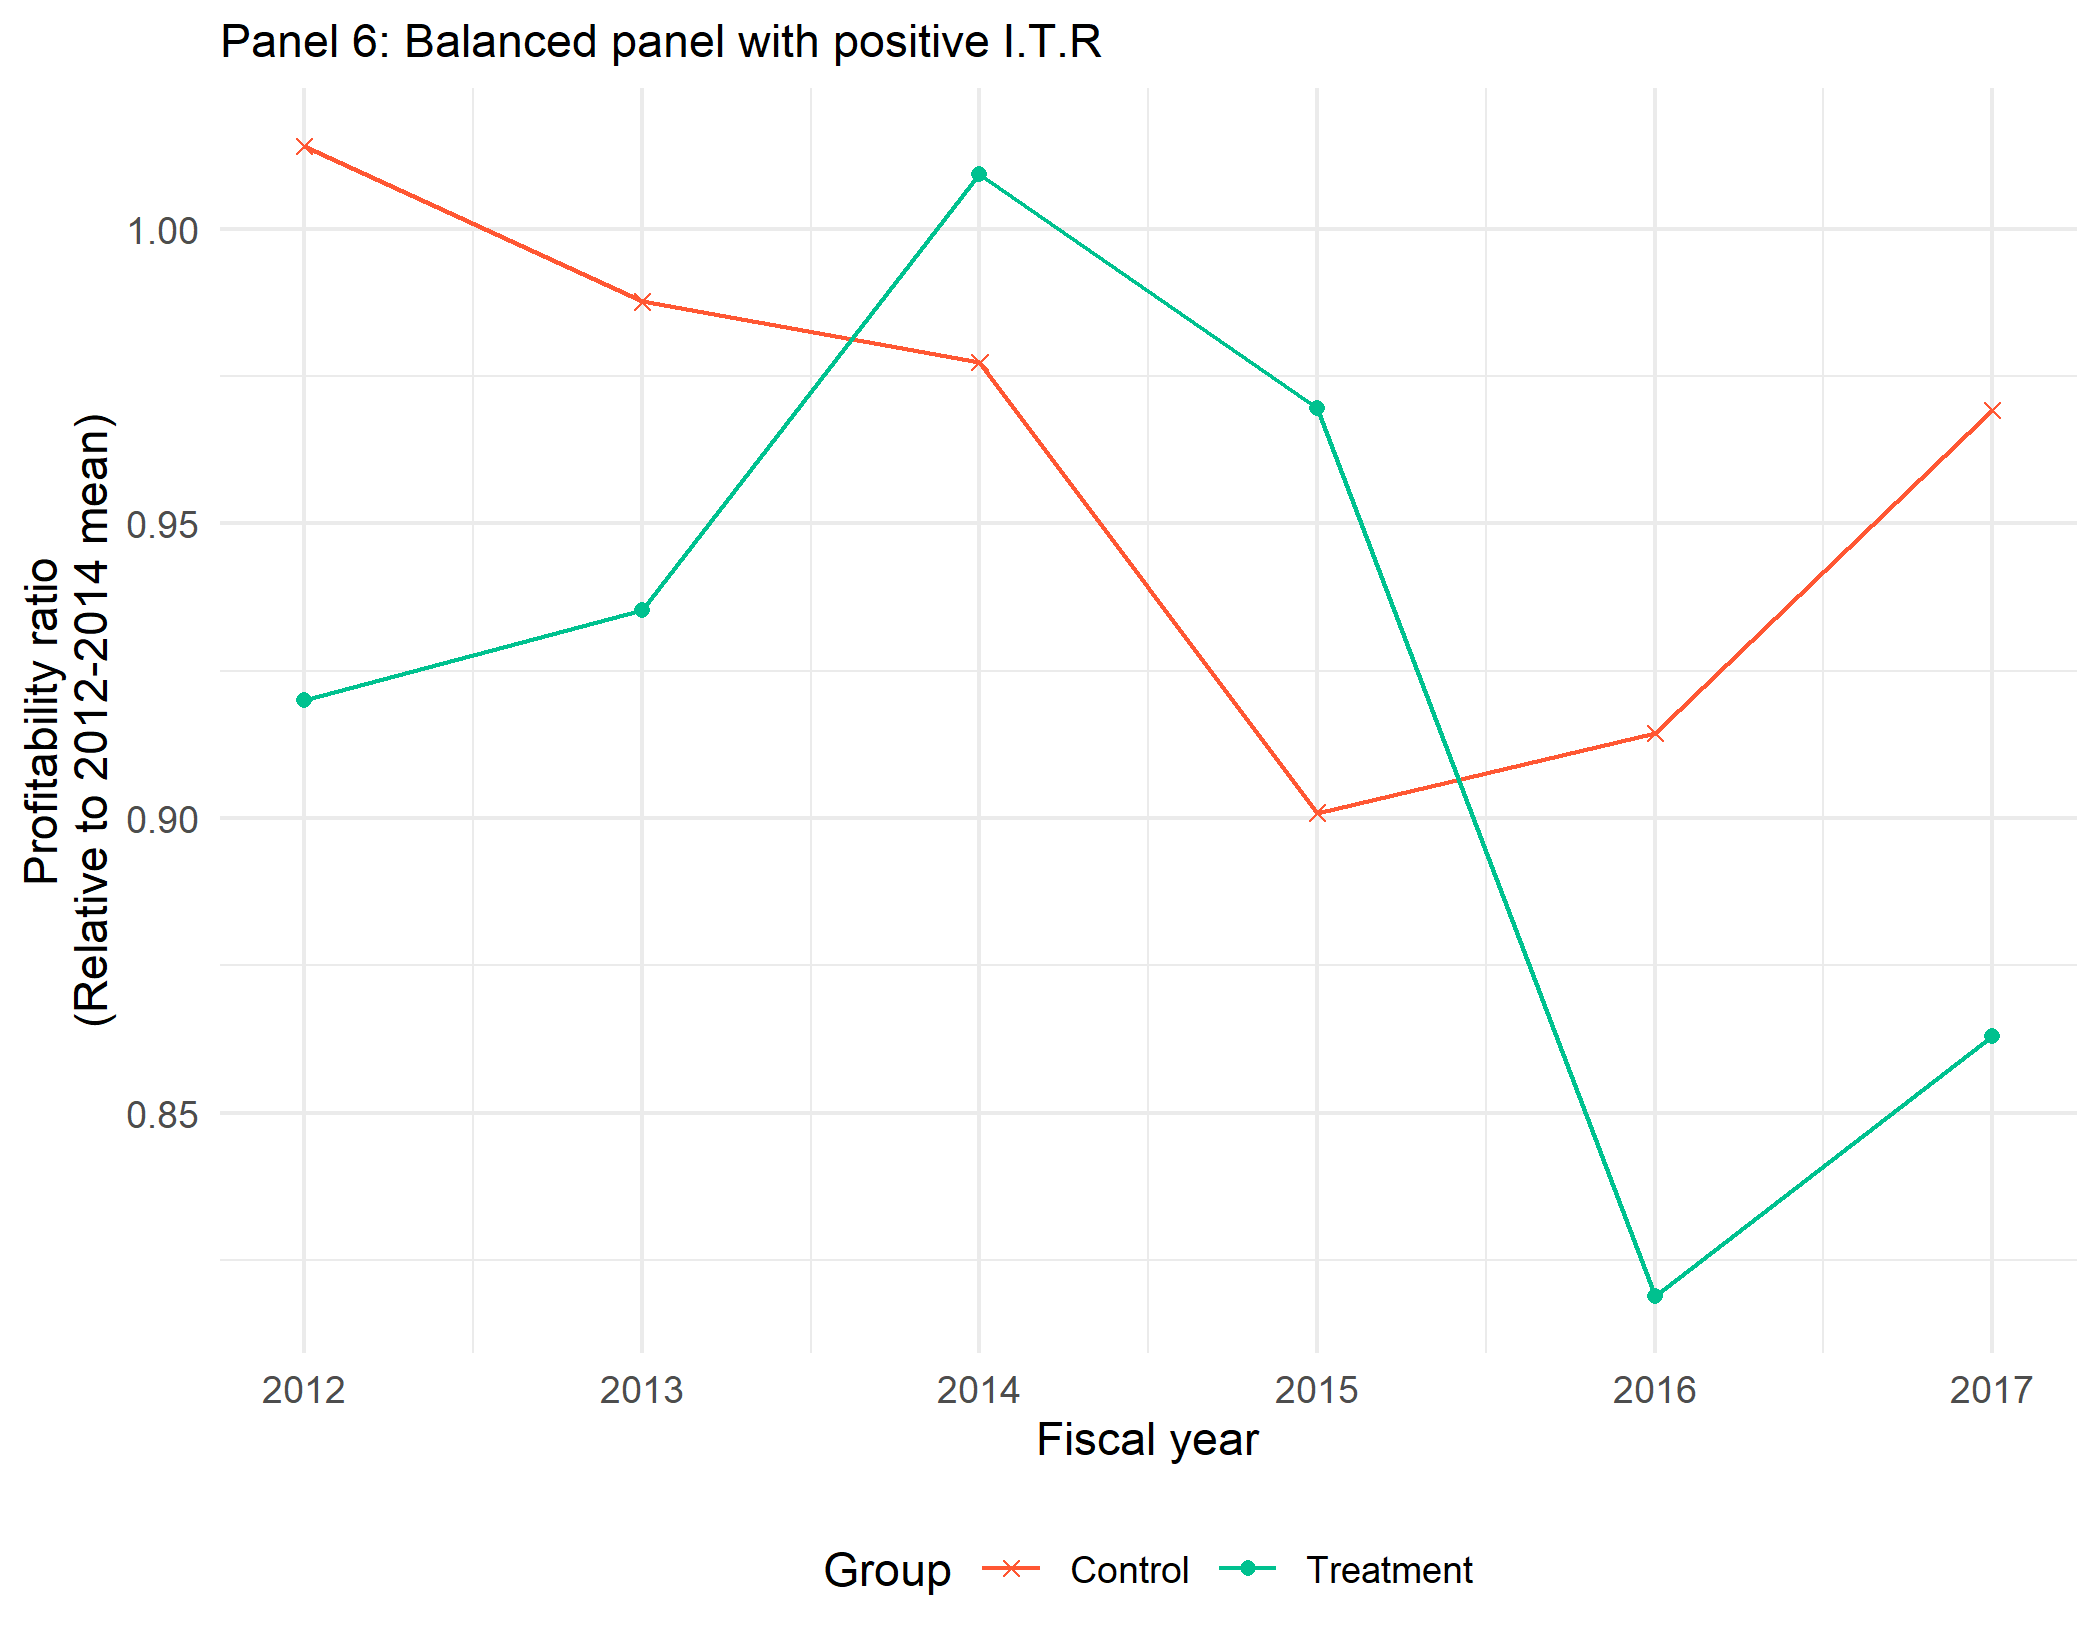 Panel 6: Balanced panel with positive I.T.R
Profitability ratio
(Relative to 2012-2014 mean)
1.00
0.95
0.90
0.85
2012 2013 2014 2015 2016 2017
Fiscal year
Group Control Treatment